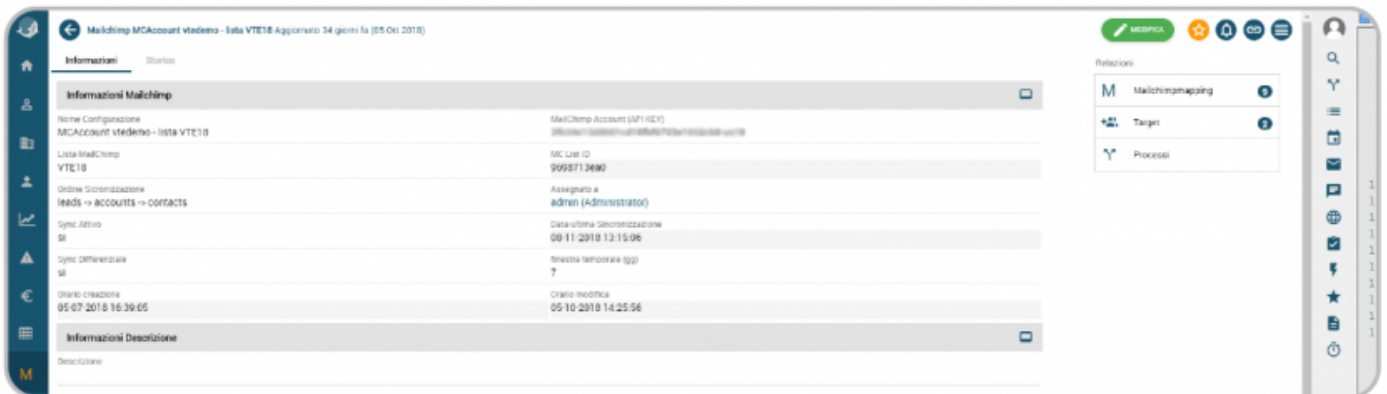 Mailchimp MCAccount vtedemo - lista VTE18 Aggiornato 34 giorni fa (05 Ott 2018)
MODIFICA
Informazioni Storico
Relazioni
Informazioni Mailchimp
M Mailchimpmapping
Target
Processi
Nome Configurazione
MCAccount vtedemo - lista VTE18
MailChimp Account (API KEY)
Lista MailChimp
VTE18
MC List ID
Ordine Sicronizzazione
leads -> accounts -> contacts
Assegnato a
admin (Administrator)
Sync Attivo
si
Data ultima Sincronizzazione
08-11-2018 13:15:06
Sync Differenziale
si
finestra temporale (gg)
7
Orario creazione
05-07-2018 16:39:05
Orario modifica
05-10-2018 14:25:56
Informazioni Descrizione
Descrizione
M